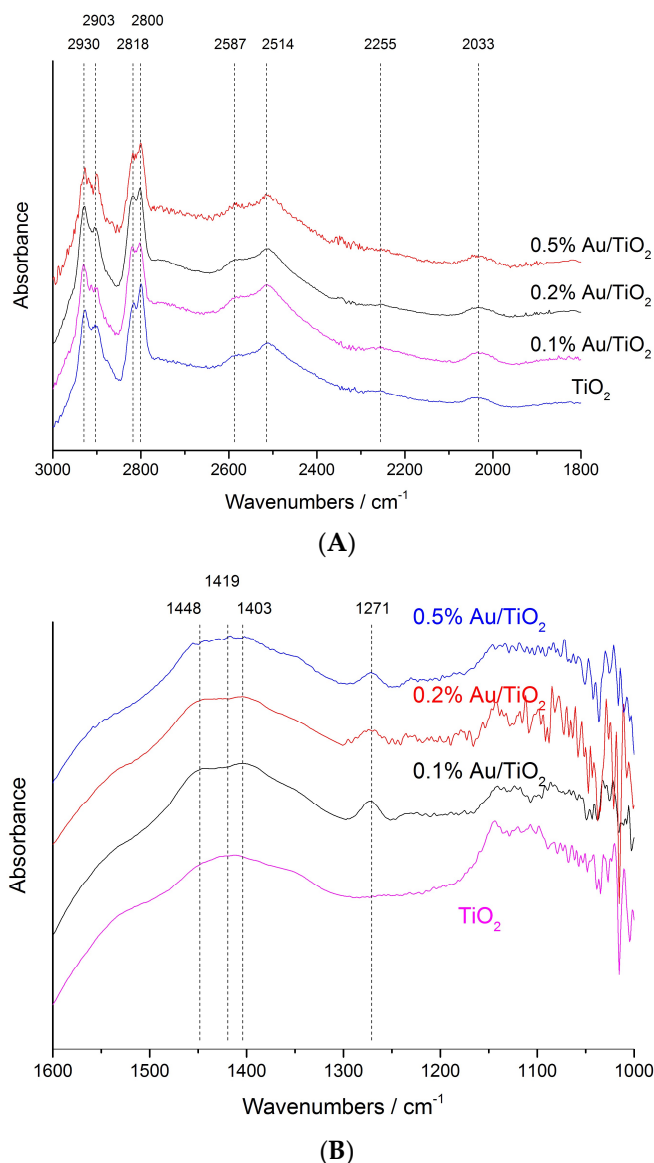 2903 2800
2930 2818 2587 2514 2255 2033
Absorbance
0.5% Au/TiO₂
0.2% Au/TiO₂
0.1% Au/TiO₂
TiO₂
3000 2800 2600 2400 2200 2000 1800
Wavenumbers / cm⁻¹
(A)
1419
1448 1403 1271
Absorbance
0.5% Au/TiO₂
0.2% Au/TiO₂
0.1% Au/TiO₂
TiO₂
1600 1500 1400 1300 1200 1100 1000
Wavenumbers / cm⁻¹
(B)